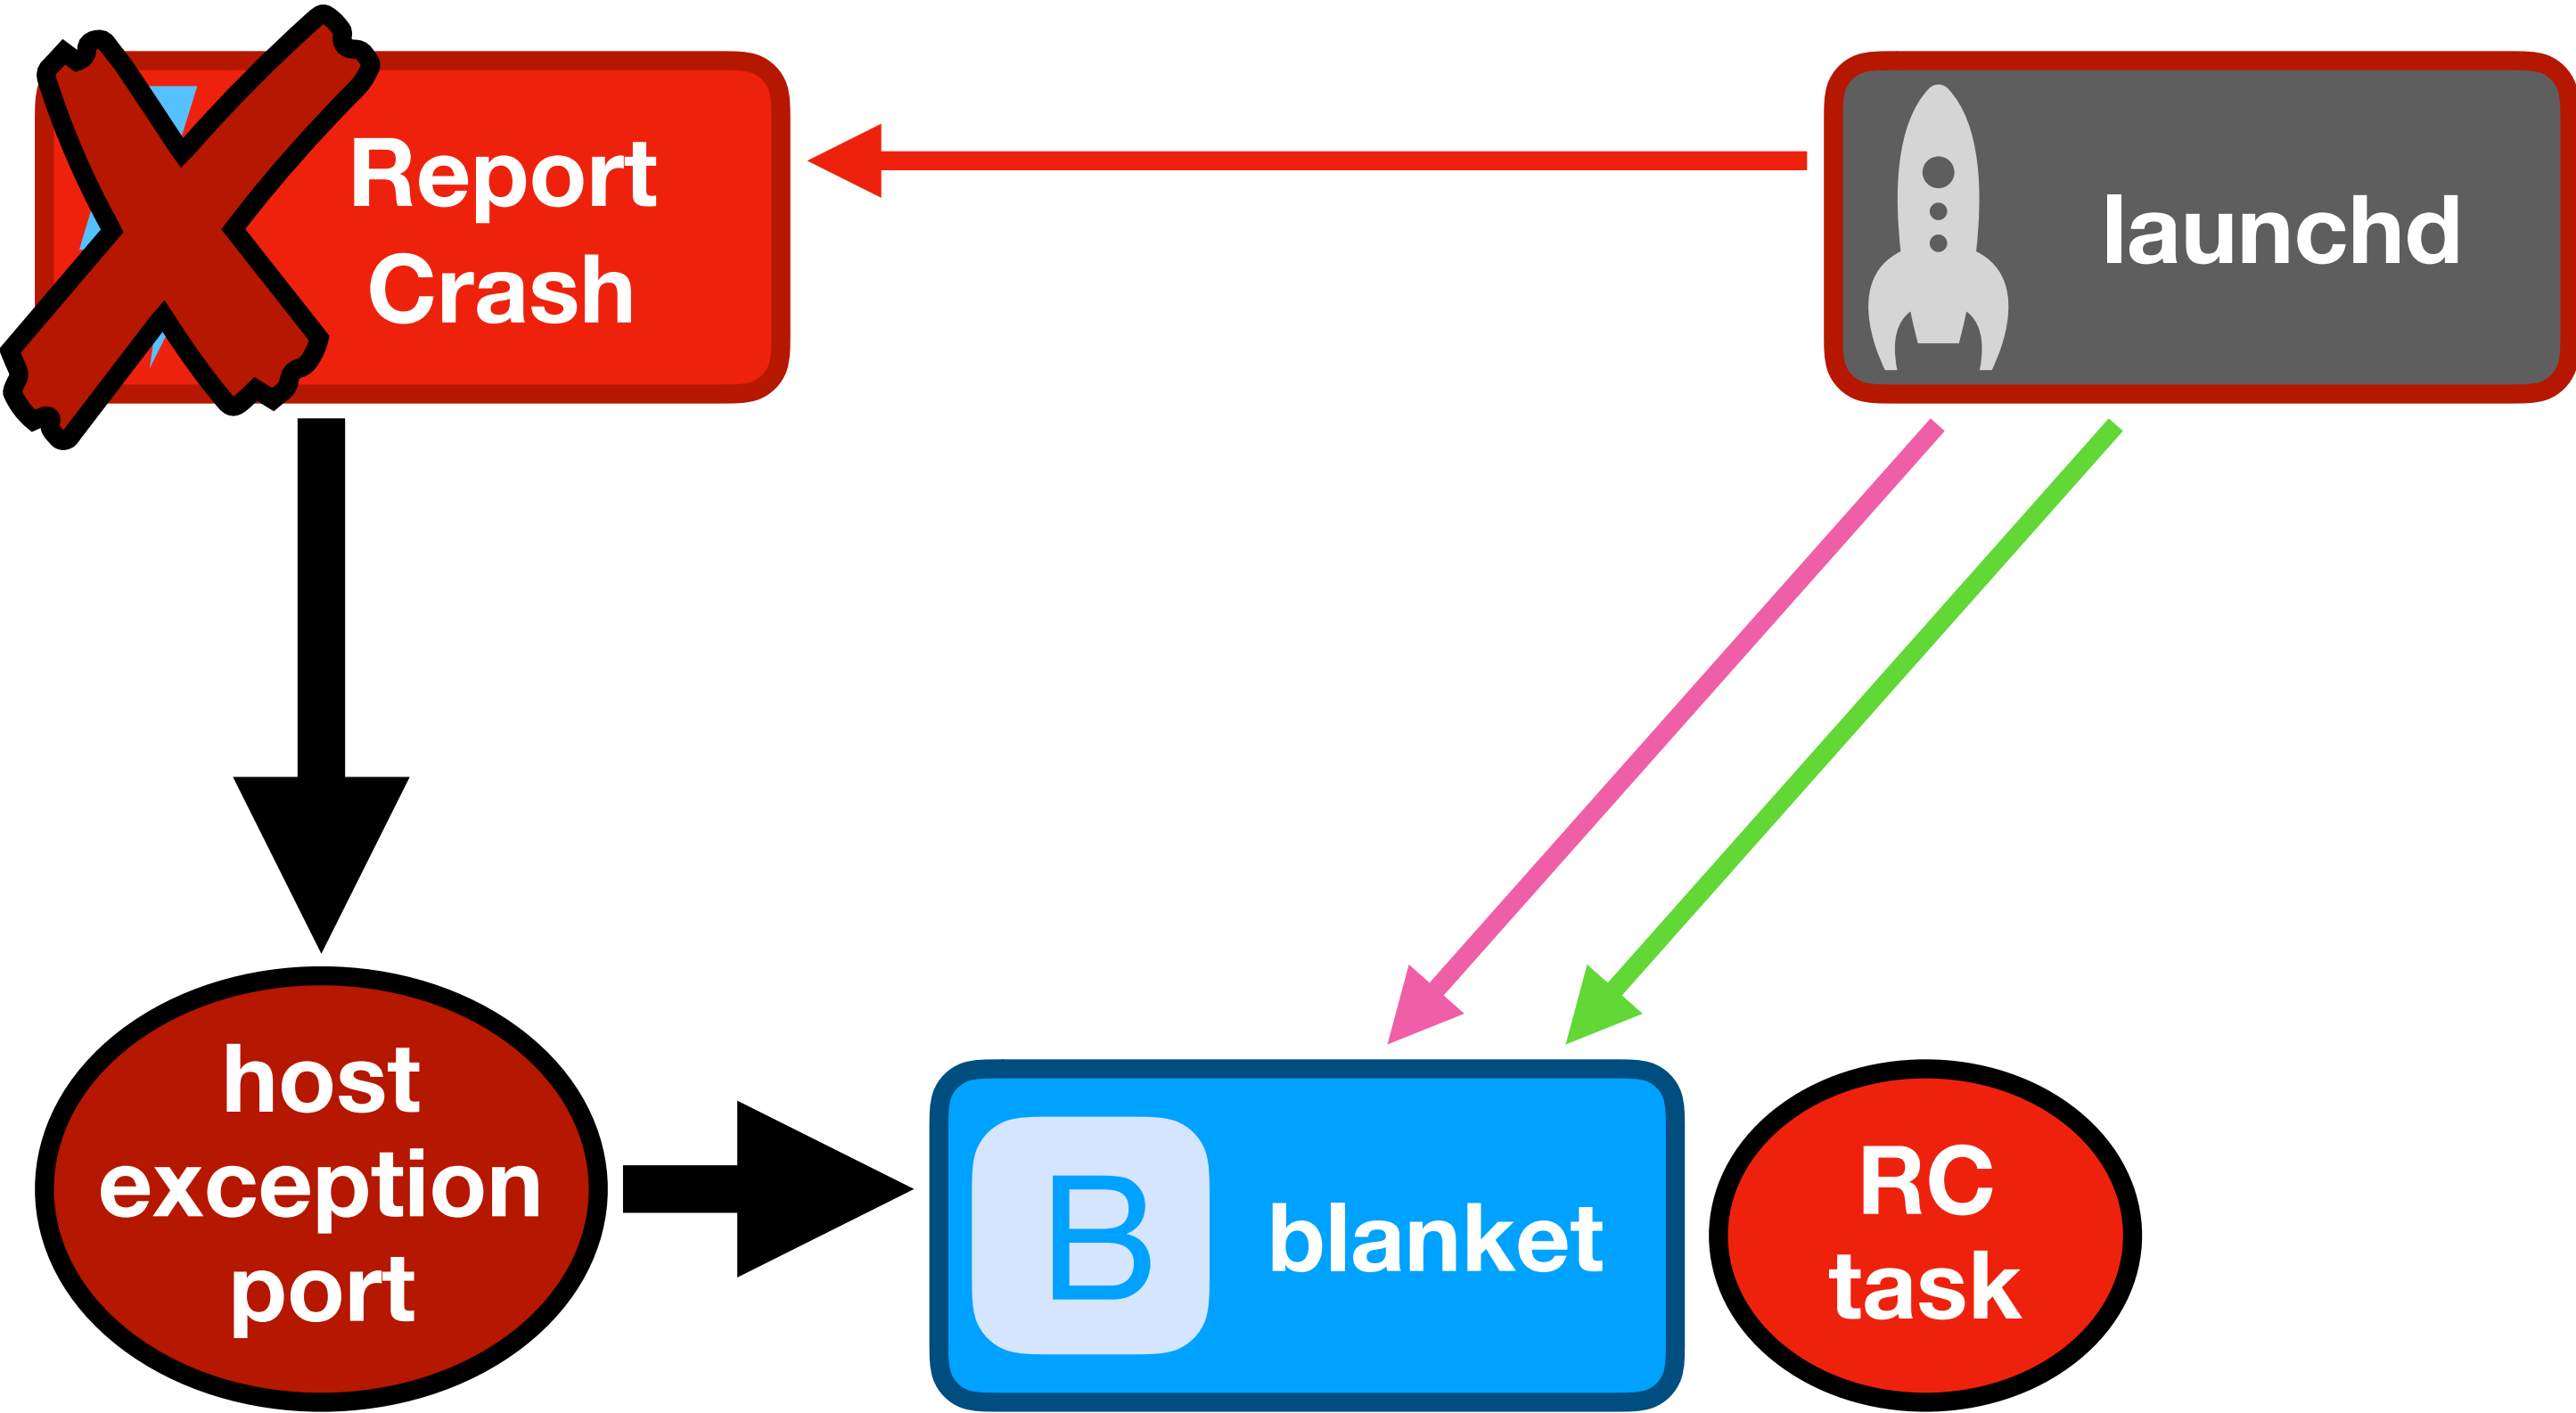 Report
Crash
launchd
host
exception
port
B
blanket
RC
task